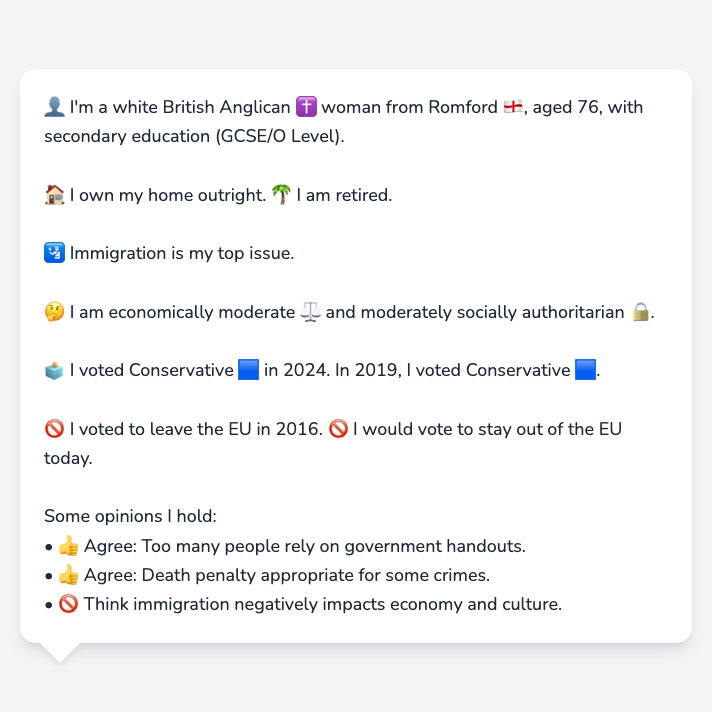 👤 I'm a white British Anglican ✝️ woman from Romford 🏴󠁧󠁢󠁥󠁮󠁧󠁿, aged 76, with
secondary education (GCSE/O Level).
🏠 I own my home outright. 🌴 I am retired.
🛂 Immigration is my top issue.
🤔 I am economically moderate ⚖️ and moderately socially authoritarian 🔒.
🗳️ I voted Conservative 🟦 in 2024. In 2019, I voted Conservative 🟦.
🚫 I voted to leave the EU in 2016. 🚫 I would vote to stay out of the EU
today.
Some opinions I hold:
• 👍 Agree: Too many people rely on government handouts.
• 👍 Agree: Death penalty appropriate for some crimes.
• 🚫 Think immigration negatively impacts economy and culture.